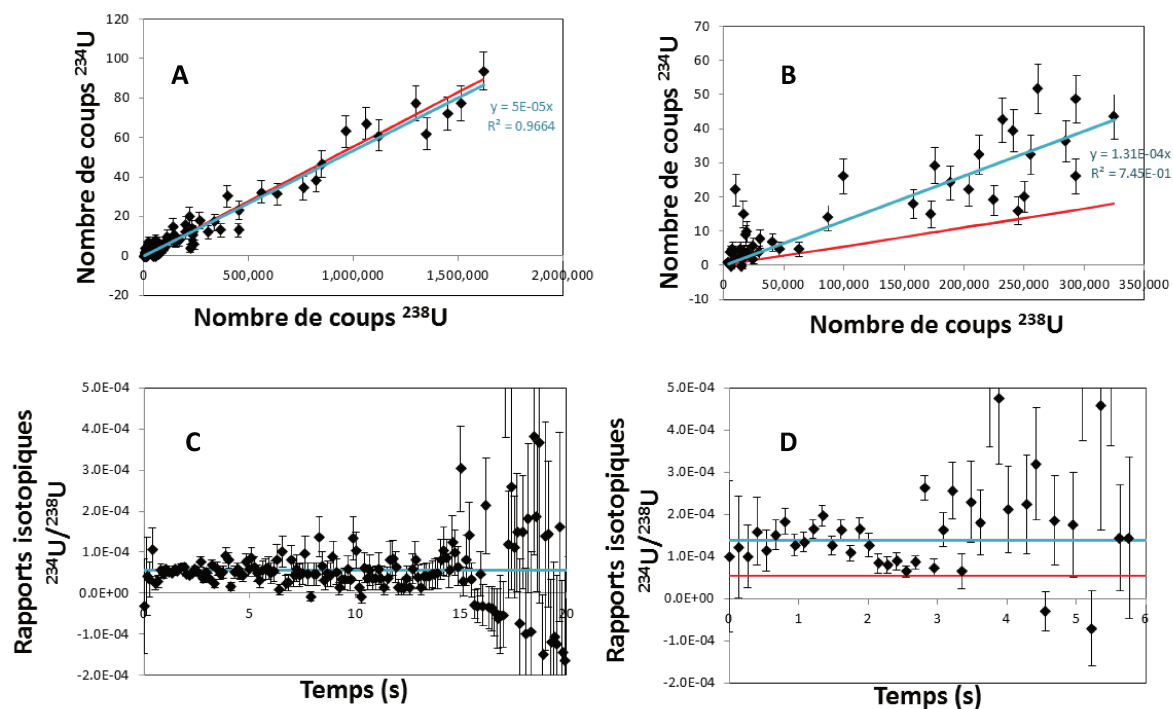 120
100
80
60
40
20
0
-20
Nombre de coups ²³⁴U
A
y = 5E-05x
R² = 0.9664
0
500,000
1,000,000
1,500,000
2,000,000
Nombre de coups ²³⁸U
70
60
50
40
30
20
10
0
-10
Nombre de coups ²³⁴U
B
y = 1.31E-04x
R² = 7.45E-01
0
50,000
100,000
150,000
200,000
250,000
300,000
350,000
Nombre de coups ²³⁸U
5.0E-04
4.0E-04
3.0E-04
2.0E-04
1.0E-04
0.0E+00
-1.0E-04
-2.0E-04
Rapports isotopiques
²³⁴U/²³⁸U
C
0
5
10
15
20
Temps (s)
5.0E-04
4.0E-04
3.0E-04
2.0E-04
1.0E-04
0.0E+00
-1.0E-04
-2.0E-04
Rapports isotopiques
²³⁴U/²³⁸U
D
0
1
2
3
4
5
6
Temps (s)